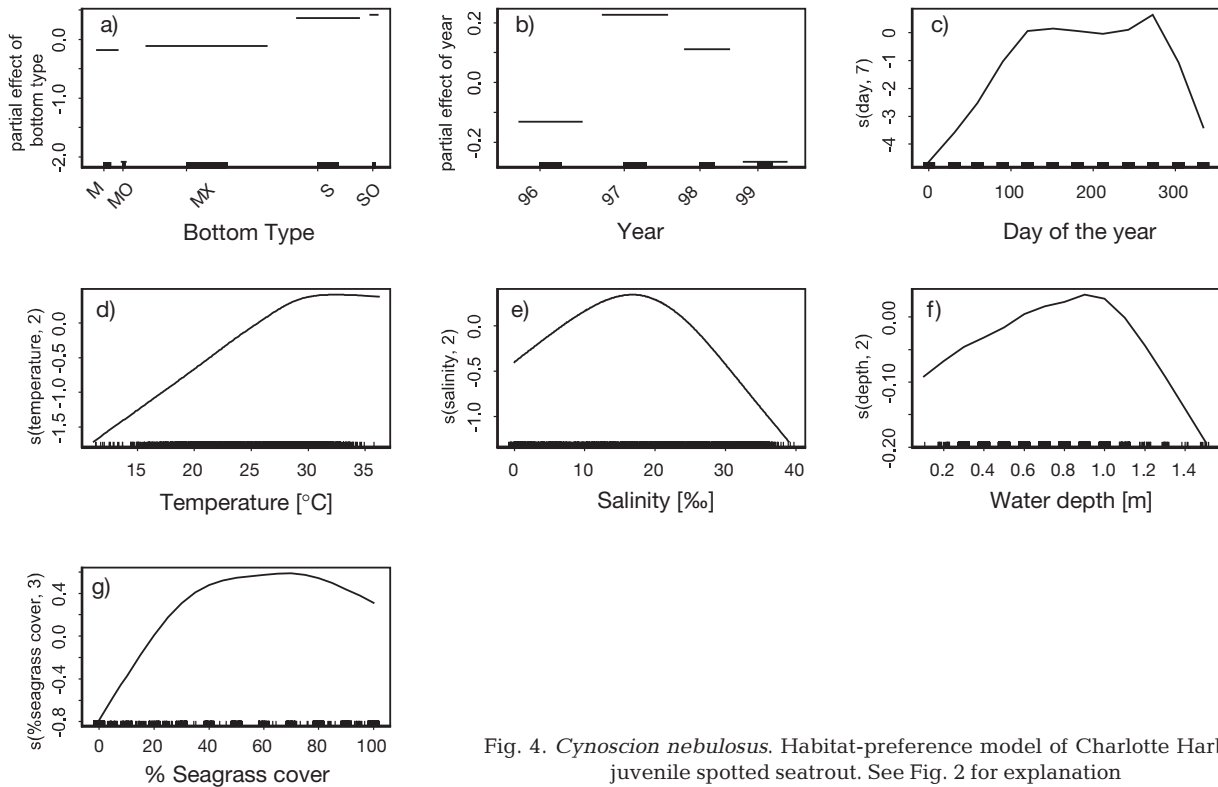 a)
partial effect of
bottom type
0.0
-1.0
-2.0
M
MO
MX
S
SO
Bottom Type
b)
partial effect of year
0.2
0.0
-0.2
96
97
98
99
Year
c)
s(day, 7)
0
-1
-2
-4
0
100
200
300
Day of the year
d)
s(temperature, 2)
0.0
-0.5
-1.0
-1.5
15
20
25
30
35
Temperature [°C]
e)
s(salinity, 2)
0.0
-0.5
-1.0
0
10
20
30
40
Salinity [‰]
f)
s(depth, 2)
0.00
-0.10
-0.20
0.2
0.4
0.6
0.8
1.0
1.2
1.4
Water depth [m]
g)
s(%seagrass cover, 3)
0.4
0.0
-0.4
-0.8
0
20
40
60
80
100
% Seagrass cover
Fig. 4. Cynoscion nebulosus. Habitat-preference model of Charlotte Harb
juvenile spotted seatrout. See Fig. 2 for explanation